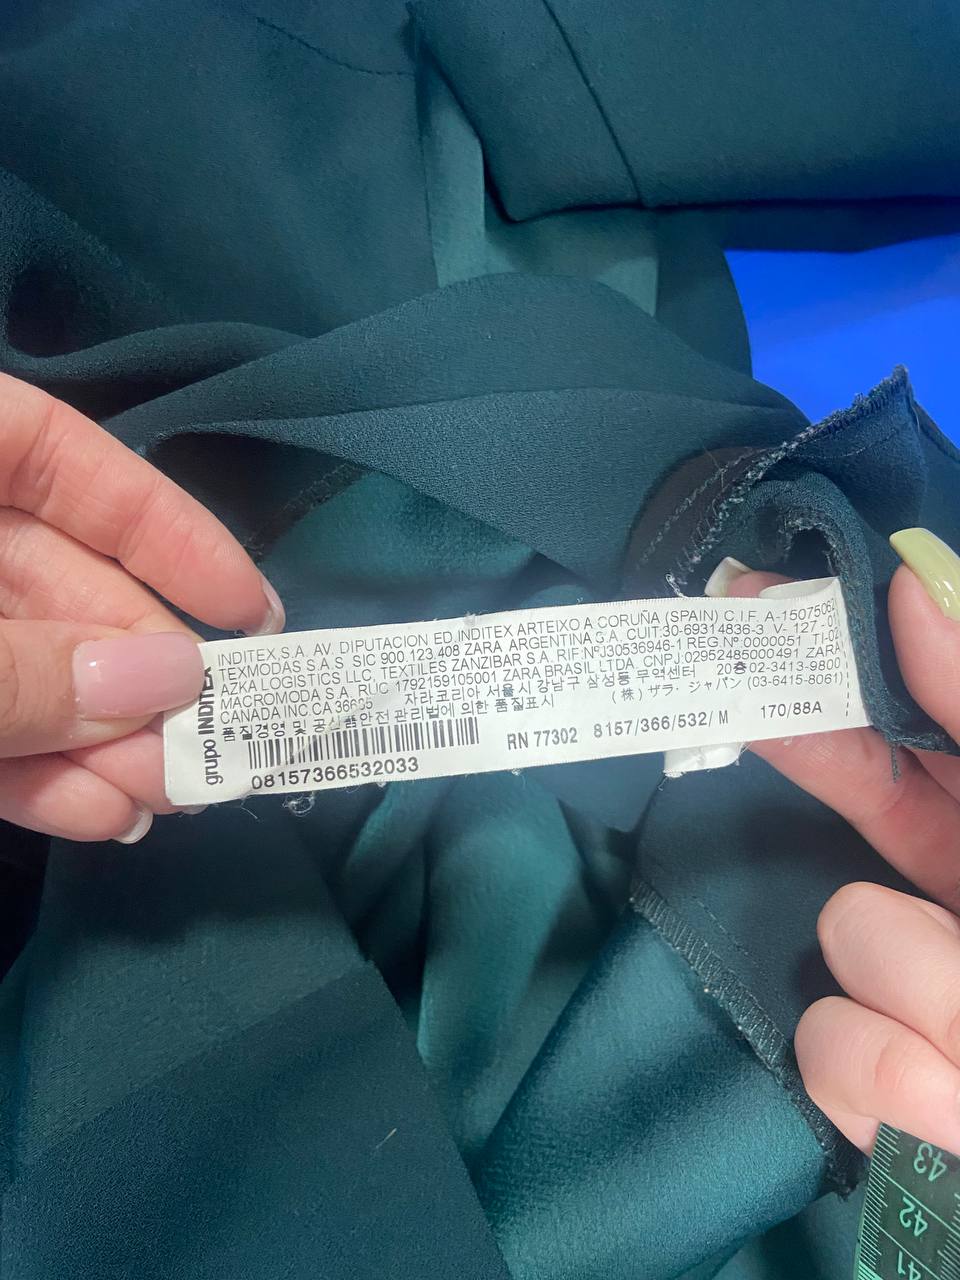 grupo INDITEX
INDITEX,S.A. AV. DIPUTACION ED.INDITEX ARTEIXO A CORUÑA (SPAIN) C.I.F. A-15075062
TEXMODAS S.A.S. SIC 900.123.408 ZARA ARGENTINA S.A. CUIT:30-69314836-3 V-127-01
AZKA LOGISTICS LLC, TEXTILES ZANZIBAR S.A. RIF:NºJ30536946-1 REG.Nº 0000051 TI-02
MACROMODA S.A. RUC 1792159105001 ZARA BRASIL LTDA. CNPJ:02952485000491 ZARA
CANADA INC CA 자라코리아 서울시 강남구 삼성동 무역센터 20층 02-3413-9800
품질경영 및 공산품안전관리법에 의한 품질표시 (株) ザラ・ジャパン (03-6415-8061)
RN 77302 8157/366/532/ M 170/88A
08157366532033
43
42
41